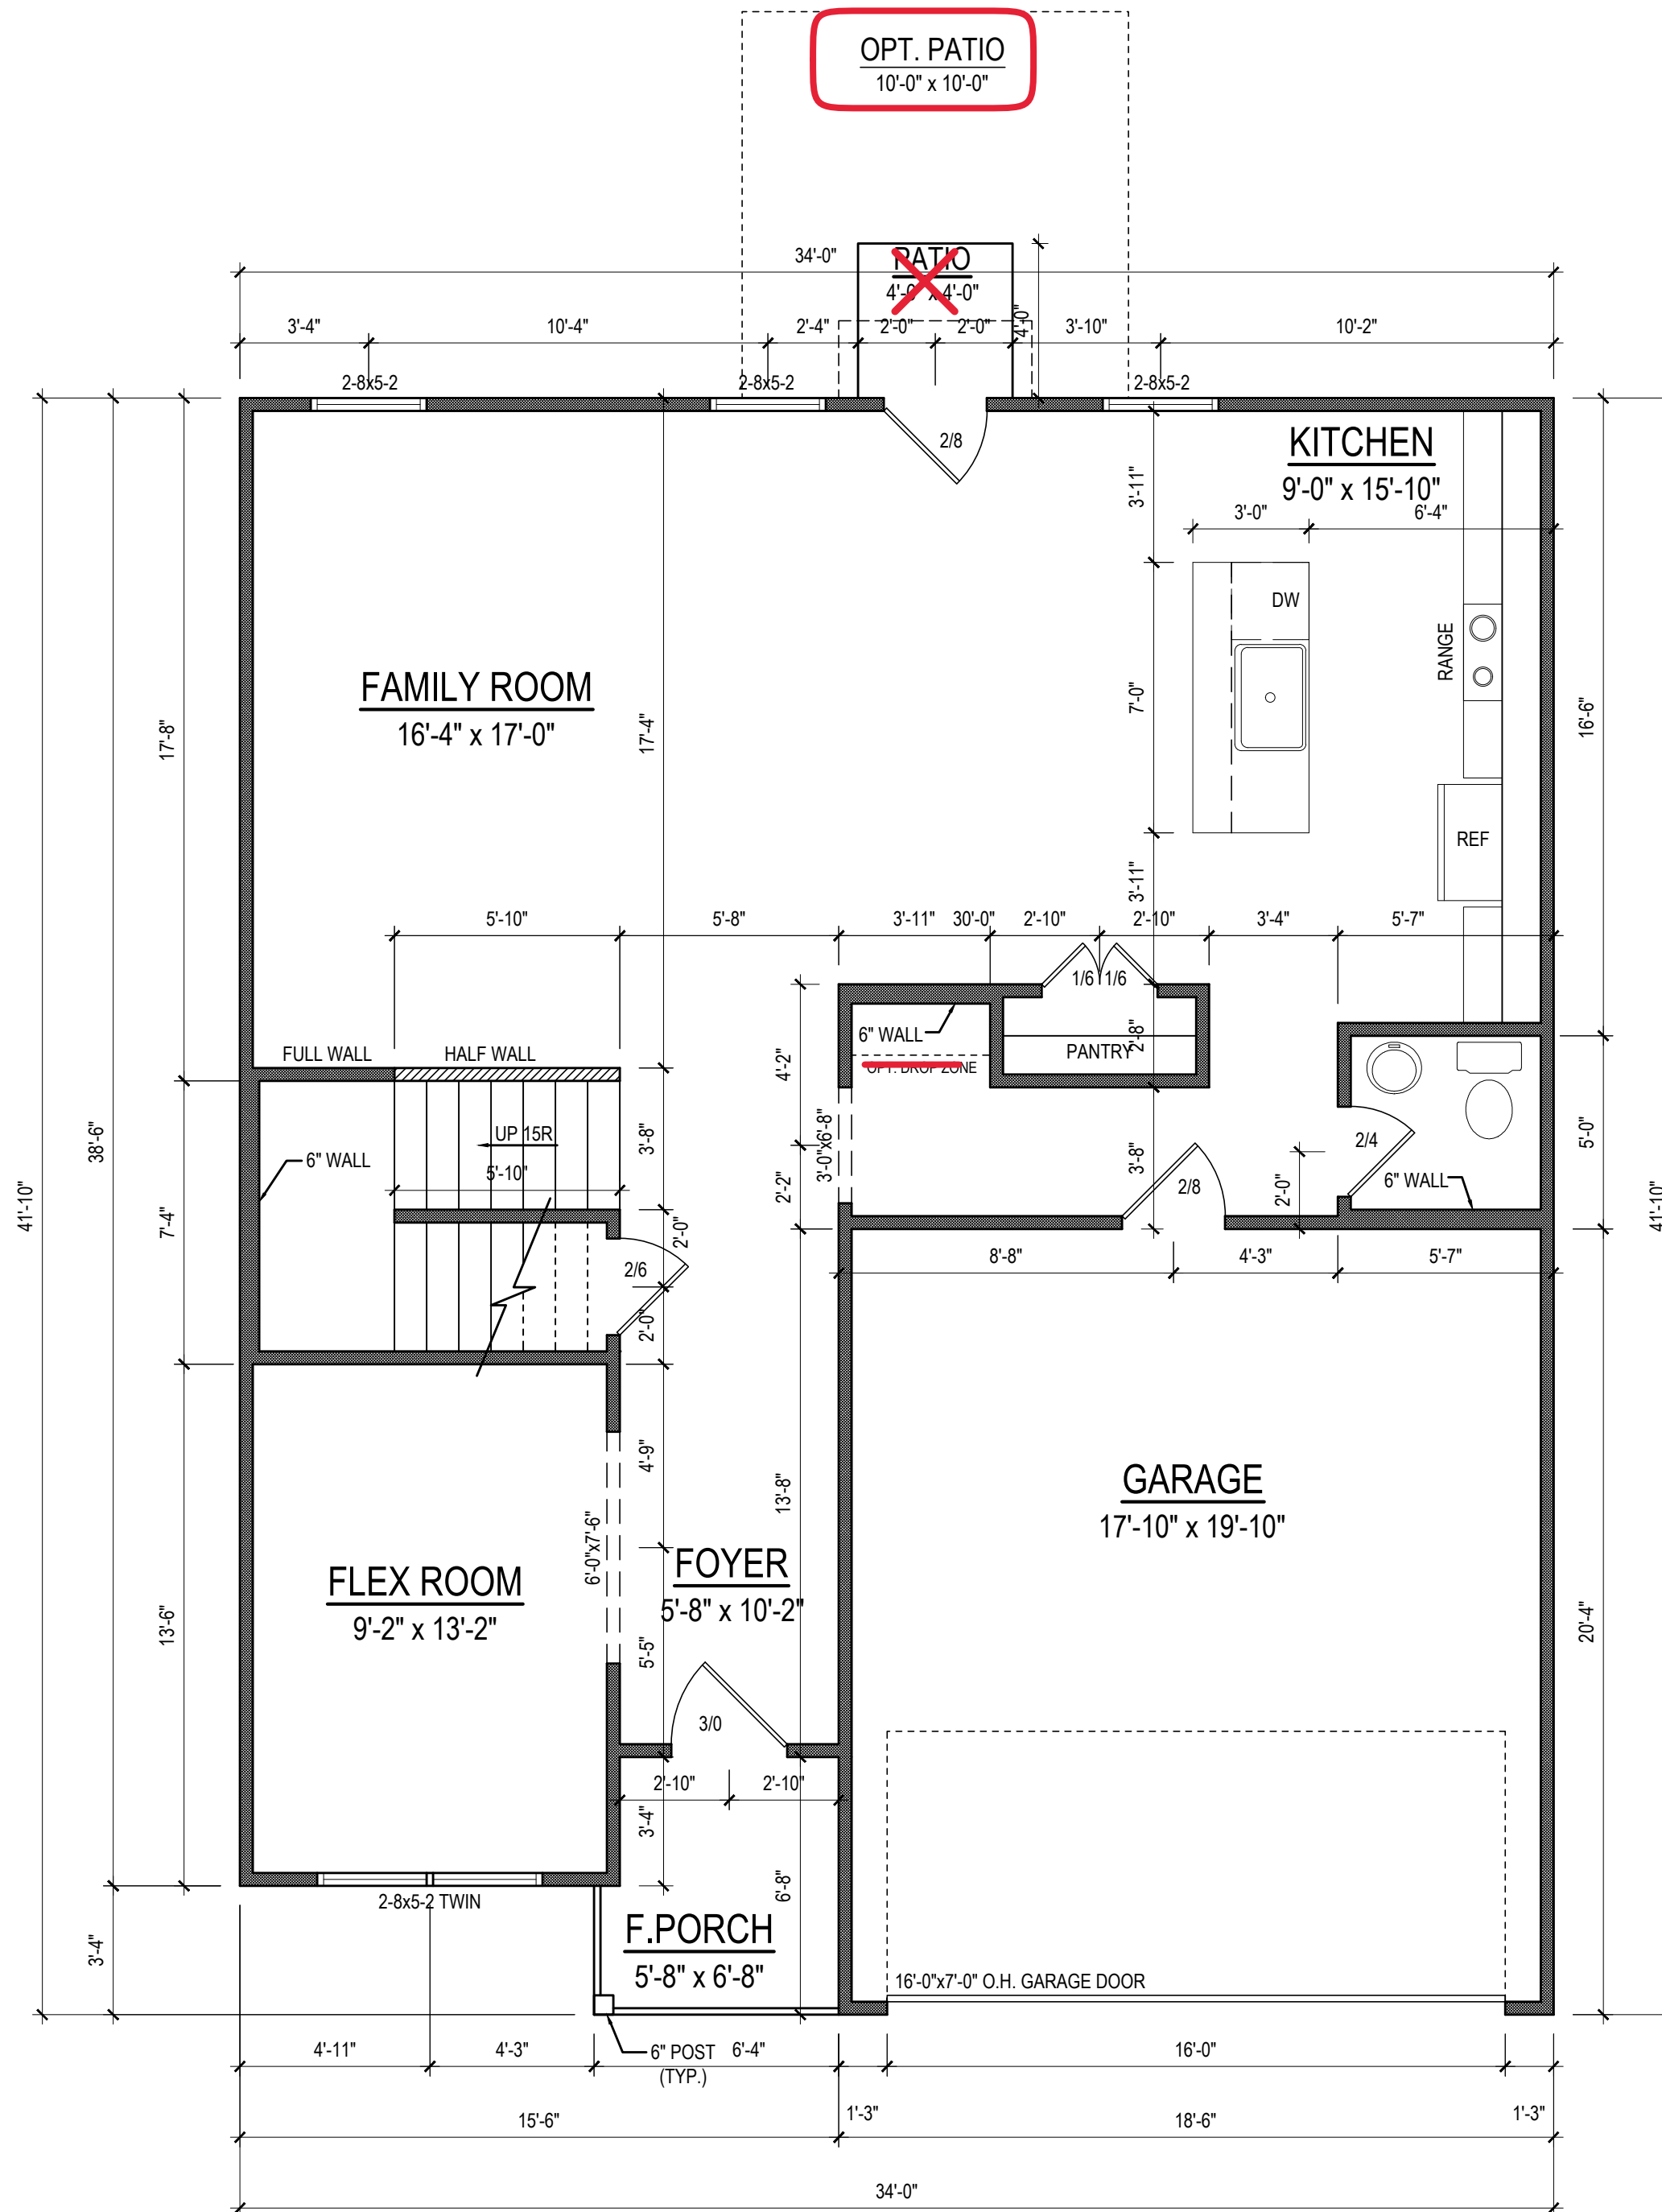 OPT. PATIO
10'-0" x 10'-0"
34'-0"
PATIO
4'-0" x 4'-0"
3'-4"
10'-4"
2'-4"
2'-0"
2'-0"
4'-0"
3'-10"
10'-2"
2-8x5-2
2-8x5-2
2-8x5-2
2/8
KITCHEN
9'-0" x 15'-10"
3'-11"
3'-0"
6'-4"
DW
RANGE
FAMILY ROOM
16'-4" x 17'-0"
17'-8"
17'-4"
7'-0"
16'-6"
REF
3'-11"
5'-10"
5'-8"
3'-11"
30'-0"
2'-10"
2'-10"
3'-4"
5'-7"
1/6
1/6
6" WALL
2'-8"
PANTRY
FULL WALL
HALF WALL
OPT. DROP ZONE
4'-2"
38'-6"
UP 15R
3'-8"
3'-0"x6'-8"
3'-8"
2/4
5'-0"
6" WALL
5'-10"
2'-2"
2/8
2'-0"
6" WALL
41'-10"
41'-10"
7'-4"
2'-0"
2/6
2'-0"
8'-8"
4'-3"
5'-7"
4'-9"
13'-8"
GARAGE
17'-10" x 19'-10"
6'-0"x7'-6"
FOYER
5'-8" x 10'-2"
FLEX ROOM
9'-2" x 13'-2"
13'-6"
5'-5"
20'-4"
3/0
2'-10"
2'-10"
3'-4"
6'-8"
2-8x5-2 TWIN
F.PORCH
5'-8" x 6'-8"
3'-4"
16'-0"x7'-0" O.H. GARAGE DOOR
4'-11"
4'-3"
6" POST
(TYP.)
6'-4"
16'-0"
15'-6"
1'-3"
18'-6"
1'-3"
34'-0"